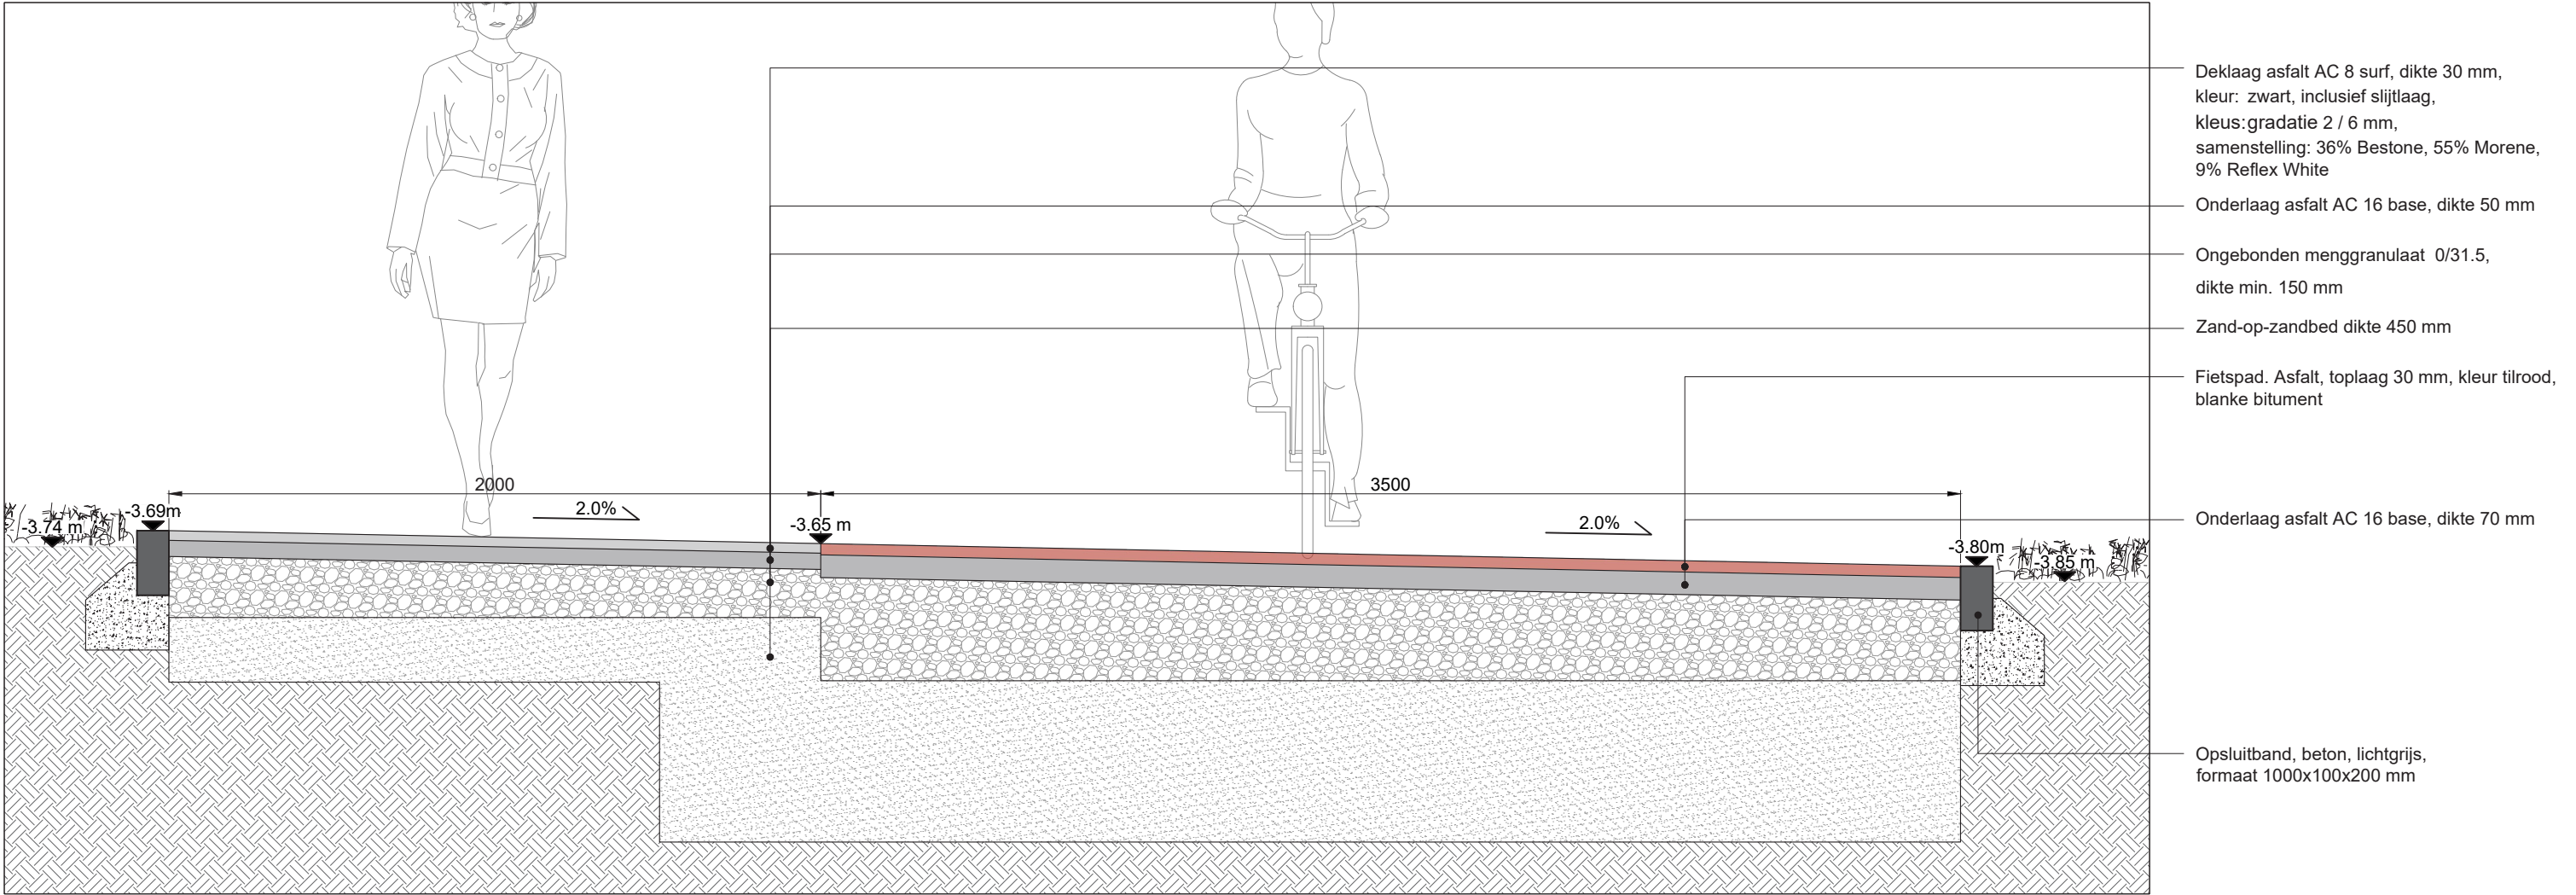 Deklaag asfalt AC 8 surf, dikte 30 mm,
kleur: zwart, inclusief slijtlaag,
kleus:gradatie 2 / 6 mm,
samenstelling: 36% Bestone, 55% Morene,
9% Reflex White
Onderlaag asfalt AC 16 base, dikte 50 mm
Ongebonden menggranulaat 0/31.5,
dikte min. 150 mm
Zand-op-zandbed dikte 450 mm
Fietspad. Asfalt, toplaag 30 mm, kleur tilrood,
blanke bitument
2000
3500
-3.69m
-3.74 m
2.0%
-3.65 m
2.0%
Onderlaag asfalt AC 16 base, dikte 70 mm
-3.80m
-3.85 m
Opsluitband, beton, lichtgrijs,
formaat 1000x100x200 mm